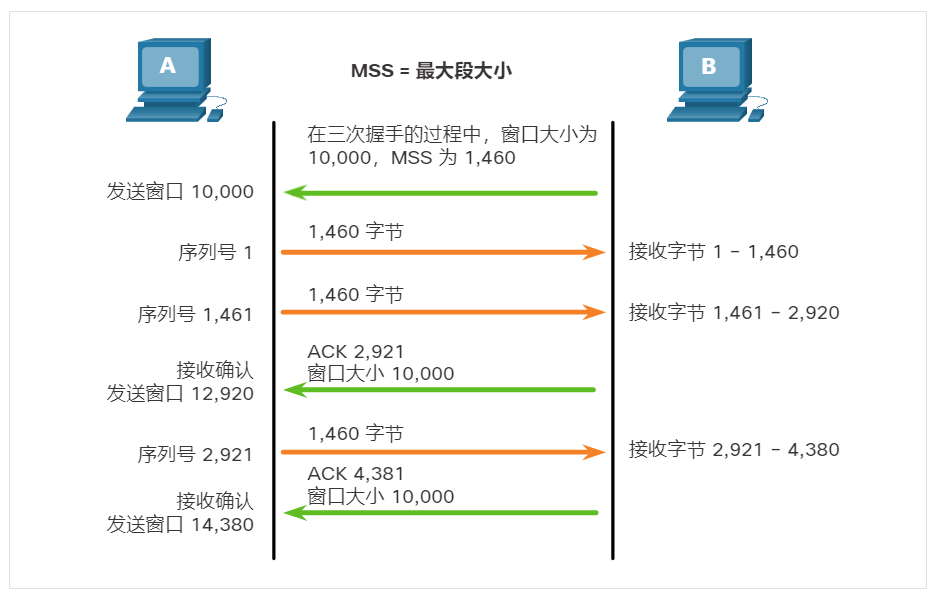 A
B
MSS = 最大段大小
在三次握手的过程中，窗口大小为
10,000，MSS 为 1,460
发送窗口 10,000
1,460 字节
序列号 1
接收字节 1 – 1,460
1,460 字节
序列号 1,461
接收字节 1,461 – 2,920
ACK 2,921
窗口大小 10,000
接收确认
发送窗口 12,920
1,460 字节
序列号 2,921
接收字节 2,921 – 4,380
ACK 4,381
窗口大小 10,000
接收确认
发送窗口 14,380